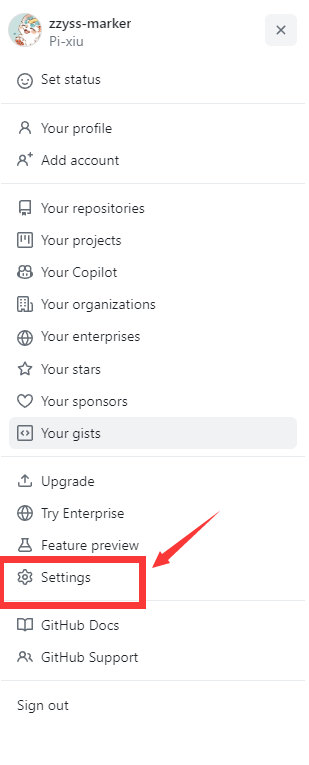 zzyss-marker
Pi-xiu
Set status
Your profile
Add account
Your repositories
Your projects
Your Copilot
Your organizations
Your enterprises
Your stars
Your sponsors
Your gists
Upgrade
Try Enterprise
Feature preview
Settings
GitHub Docs
GitHub Support
Sign out